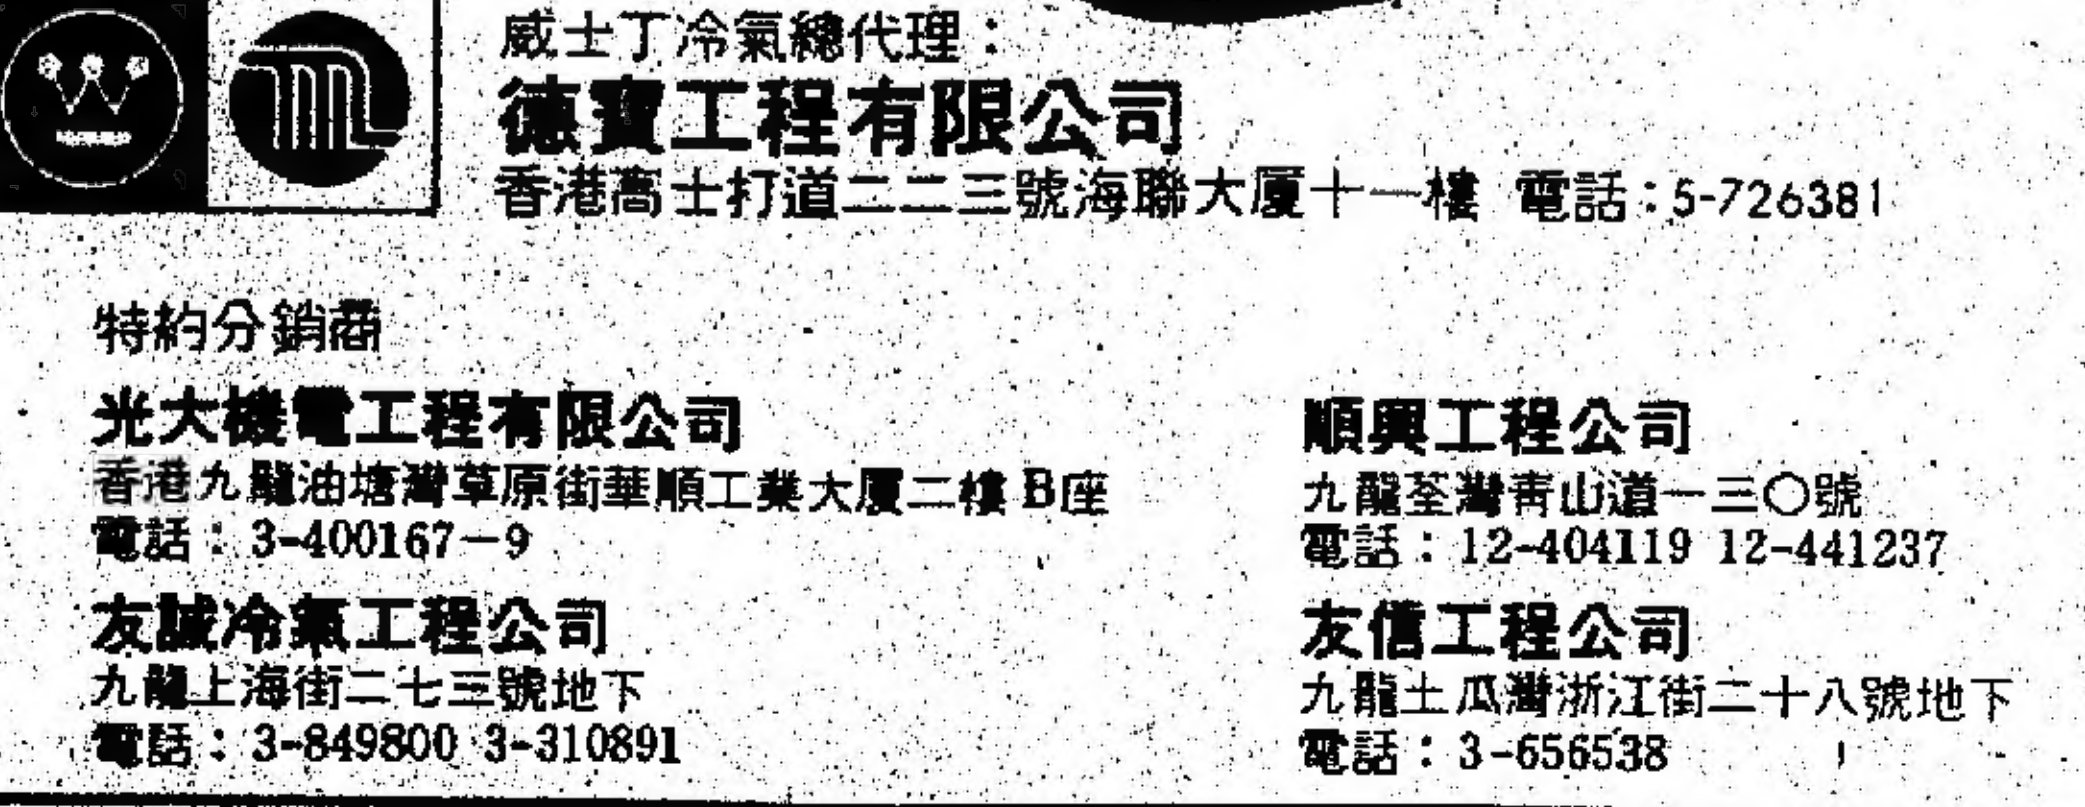 威士丁冷氣總代理：
德寶工程有限公司
香港高士打道二二三號海聯大厦十一樓 電話：5-726381
特約分銷商
光大機電工程有限公司
香港九龍油塘灣草原街華順工業大厦二樓B座
電話：3-400167－9
友誠冷氣工程公司
九龍上海街二七三號地下
電話：3-849800 3-310891
順興工程公司
九龍荃灣青山道一三〇號
電話：12-404119 12-441237
友信工程公司
九龍土瓜灣浙江街二十八號地下
電話：3-656538